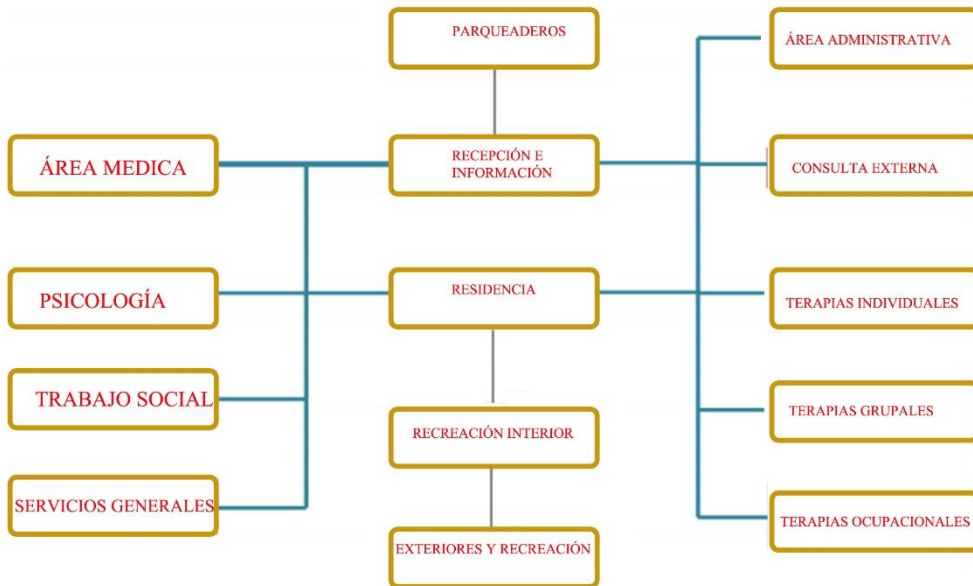 PARQUEADEROS
ÁREA ADMINISTRATIVA
ÁREA MEDICA
RECEPCIÓN E
INFORMACIÓN
CONSULTA EXTERNA
PSICOLOGÍA
RESIDENCIA
TERAPIAS INDIVIDUALES
TRABAJO SOCIAL
RECREACIÓN INTERIOR
TERAPIAS GRUPALES
SERVICIOS GENERALES
EXTERIORES Y RECREACIÓN
TERAPIAS OCUPACIONALES